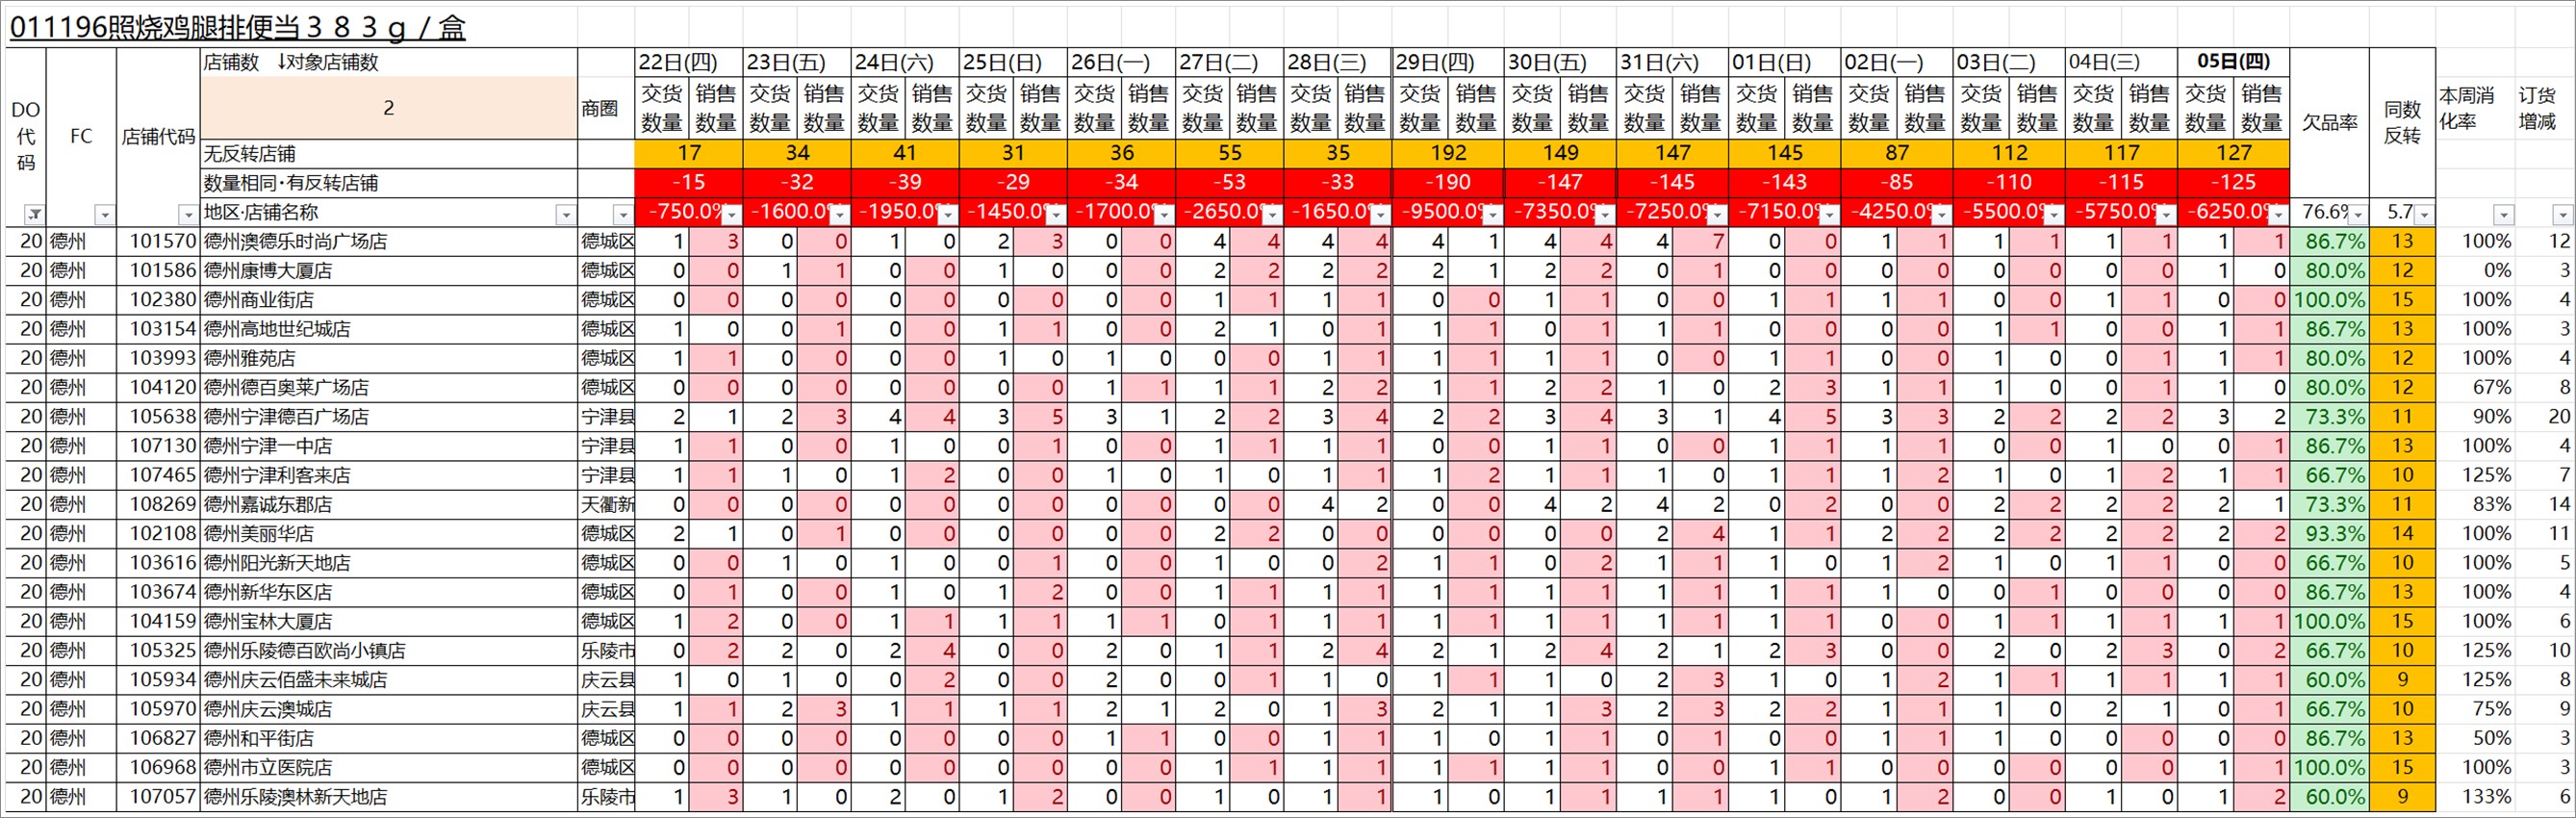 011196照烧鸡腿排便当３８３ｇ／盒
DO代码 FC 店铺代码 店铺数 ↓对象店铺数 商圈 22日(四) 23日(五) 24日(六) 25日(日) 26日(一) 27日(二) 28日(三) 29日(四) 30日(五) 31日(六) 01日(日) 02日(一) 03日(二) 04日(三) 05日(四) 欠品率 同数反转 本周消化率 订货增减
2 交货数量 销售数量 交货数量 销售数量 交货数量 销售数量 交货数量 销售数量 交货数量 销售数量 交货数量 销售数量 交货数量 销售数量 交货数量 销售数量 交货数量 销售数量 交货数量 销售数量 交货数量 销售数量 交货数量 销售数量 交货数量 销售数量 交货数量 销售数量 交货数量 销售数量
无反转店铺 17 34 41 31 36 55 35 192 149 147 145 87 112 117 127
数量相同·有反转店铺 -15 -32 -39 -29 -34 -53 -33 -190 -147 -145 -143 -85 -110 -115 -125
地区·店铺名称 -750.0% -1600.0% -1950.0% -1450.0% -1700.0% -2650.0% -1650.0% -9500.0% -7350.0% -7250.0% -7150.0% -4250.0% -5500.0% -5750.0% -6250.0% 76.6% 5.7
20 德州 101570 德州澳德乐时尚广场店 德城区 1 3 0 0 1 0 2 3 0 0 4 4 4 4 4 1 4 4 4 7 0 0 1 1 1 1 1 1 1 1 86.7% 13 100% 12
20 德州 101586 德州康博大厦店 德城区 0 0 1 1 0 0 1 0 0 0 2 2 2 2 2 1 2 2 0 1 0 0 0 0 0 0 0 0 1 0 80.0% 12 0% 3
20 德州 102380 德州商业街店 德城区 0 0 0 0 0 0 0 0 0 0 1 1 1 1 0 0 1 1 0 0 1 1 1 1 0 0 1 1 0 0 100.0% 15 100% 4
20 德州 103154 德州高地世纪城店 德城区 1 0 0 1 0 0 1 1 0 0 2 1 0 1 1 1 0 1 1 1 0 0 0 0 1 1 0 0 1 1 86.7% 13 100% 3
20 德州 103993 德州雅苑店 德城区 1 1 0 0 0 0 1 0 1 0 0 0 1 1 1 1 1 1 0 0 1 1 0 0 1 0 0 1 1 1 80.0% 12 100% 4
20 德州 104120 德州德百奥莱广场店 德城区 0 0 0 0 0 0 0 0 1 1 1 1 2 2 1 1 2 2 1 0 2 3 1 1 1 0 0 1 1 0 80.0% 12 67% 8
20 德州 105638 德州宁津德百广场店 宁津县 2 1 2 3 4 4 3 5 3 1 2 2 3 4 2 2 3 4 3 1 4 5 3 3 2 2 2 2 3 2 73.3% 11 90% 20
20 德州 107130 德州宁津一中店 宁津县 1 1 0 0 1 0 0 1 0 0 1 1 1 1 0 0 1 1 0 0 1 1 1 1 0 0 1 0 0 1 86.7% 13 100% 4
20 德州 107465 德州宁津利客来店 宁津县 1 1 1 0 1 2 0 0 1 0 1 0 1 1 1 2 1 1 1 0 1 1 1 2 1 0 1 2 1 1 66.7% 10 125% 7
20 德州 108269 德州嘉诚东郡店 天衢新 0 0 0 0 0 0 0 0 0 0 0 0 4 2 0 0 4 2 4 2 0 2 0 0 2 2 2 2 2 1 73.3% 11 83% 14
20 德州 102108 德州美丽华店 德城区 2 1 0 1 0 0 0 0 0 0 2 2 0 0 0 0 0 0 2 4 1 1 2 2 2 2 2 2 2 2 93.3% 14 100% 11
20 德州 103616 德州阳光新天地店 德城区 0 0 1 0 1 0 0 1 0 0 1 0 0 2 1 1 0 2 1 1 1 0 1 2 1 0 1 1 0 0 66.7% 10 100% 5
20 德州 103674 德州新华东区店 德城区 0 1 0 0 1 0 1 2 0 0 1 1 1 1 1 1 1 1 1 1 1 1 1 0 0 1 0 0 0 0 86.7% 13 100% 4
20 德州 104159 德州宝林大厦店 德城区 1 2 0 0 1 1 1 1 1 1 0 1 1 1 1 1 1 1 1 1 1 1 0 0 1 1 1 1 1 1 100.0% 15 100% 6
20 德州 105325 德州乐陵德百欧尚小镇店 乐陵市 0 2 2 0 2 4 0 0 2 0 1 1 2 4 2 1 2 4 2 1 2 3 0 0 2 0 2 3 0 2 66.7% 10 125% 10
20 德州 105934 德州庆云佰盛未来城店 庆云县 1 0 1 0 0 2 0 0 2 0 0 1 1 0 1 1 1 0 2 3 1 0 1 2 1 1 1 1 1 1 60.0% 9 125% 8
20 德州 105970 德州庆云澳城店 庆云县 1 1 2 3 1 1 1 1 2 1 2 0 1 3 2 1 1 3 2 3 2 2 1 1 1 0 2 1 0 1 66.7% 10 75% 9
20 德州 106827 德州和平街店 德城区 0 0 0 0 0 0 0 0 1 1 0 0 1 1 1 0 1 1 0 1 0 0 1 1 1 0 0 0 0 0 86.7% 13 50% 3
20 德州 106968 德州市立医院店 德城区 0 0 0 0 0 0 0 0 0 0 1 1 1 1 1 1 1 1 0 0 1 1 0 0 0 0 0 0 1 1 100.0% 15 100% 3
20 德州 107057 德州乐陵澳林新天地店 乐陵市 1 3 1 0 2 0 1 2 0 0 1 0 1 1 1 0 1 1 1 1 1 0 1 2 0 0 1 0 1 2 60.0% 9 133% 6